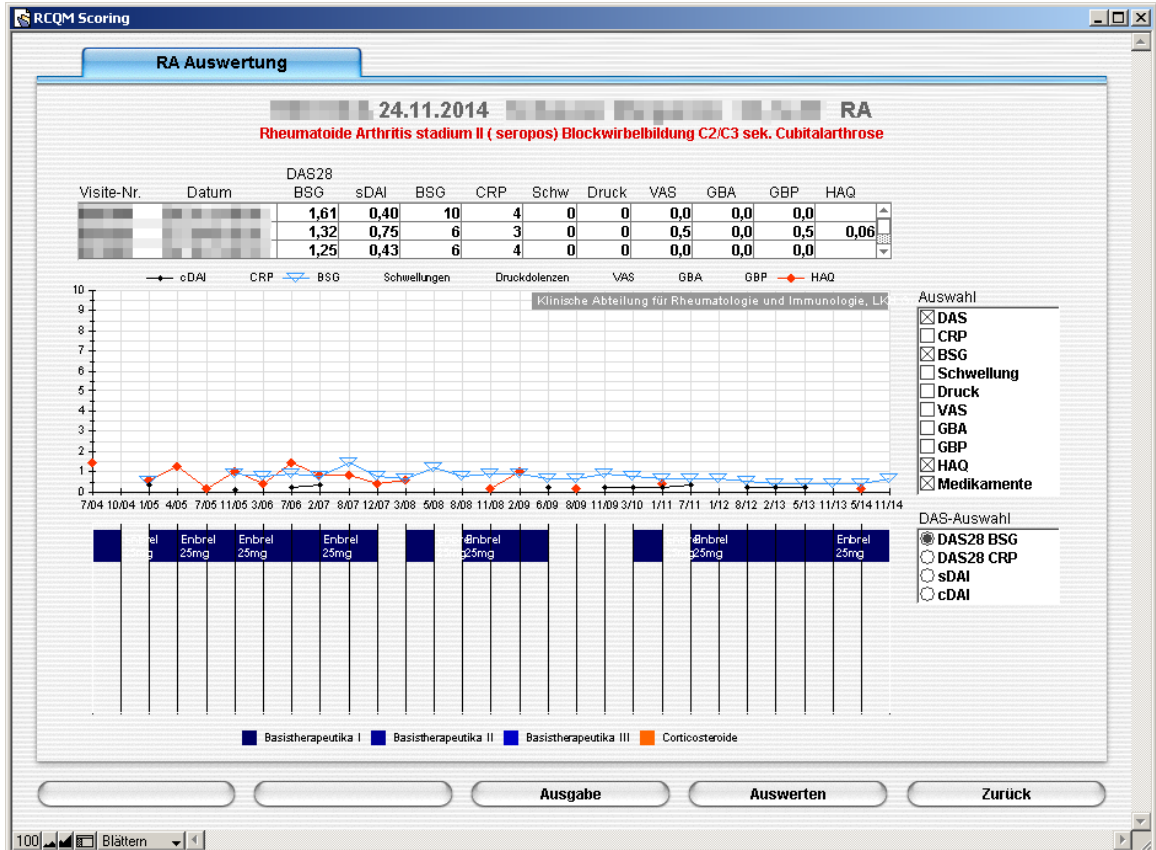 RCQM Scoring
RA Auswertung
24.11.2014 RA
Rheumatoide Arthritis stadium II ( seropos) Blockwirbelbildung C2/C3 sek. Cubitalarthrose
DAS28
Visite-Nr. Datum BSG sDAI BSG CRP Schw Druck VAS GBA GBP HAQ
1,61 0,40 10 4 0 0 0,0 0,0 0,0
1,32 0,75 6 3 0 0 0,5 0,0 0,5 0,06
1,25 0,43 6 4 0 0 0,0 0,0 0,0
cDAI CRP BSG Schwellungen Druckdolenzen VAS GBA GBP HAQ
Klinische Abteilung für Rheumatologie und Immunologie,
10
9
8
7
6
5
4
3
2
1
0
7/04 10/04 1/05 4/05 7/05 11/05 3/06 7/06 2/07 8/07 12/07 3/08 5/08 8/08 11/08 2/09 6/09 8/09 11/09 3/10 1/11 7/11 1/12 8/12 2/13 5/13 11/13 5/14 11/14
Auswahl
DAS
CRP
BSG
Schwellung
Druck
VAS
GBA
GBP
HAQ
Medikamente
DAS-Auswahl
DAS28 BSG
DAS28 CRP
sDAI
cDAI
Enbrel Enbrel Enbrel Enbrel Enbrel Enbrel
25mg 25mg 25mg 25mg 25mg 25mg
Basistherapeutika I Basistherapeutika II Basistherapeutika III Corticosteroide
Ausgabe Auswerten Zurück
100 Blättern